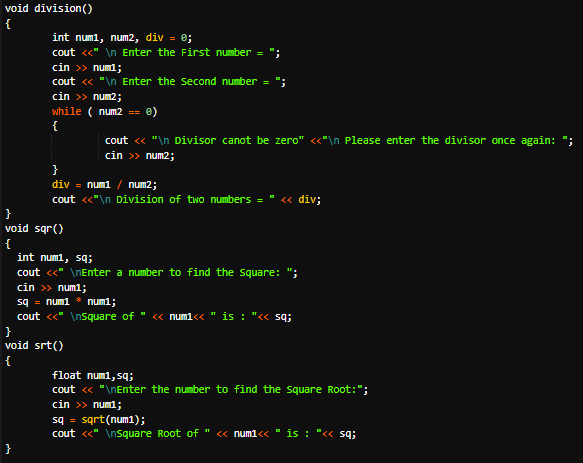 void division()
{
int num1, num2, div = 0;
cout <<" \n Enter the First number = ";
cin >> num1;
cout << "\n Enter the Second number = ";
cin >> num2;
while ( num2 == 0)
{
cout << "\n Divisor canot be zero" <<"\n Please enter the divisor once again: ";
cin >> num2;
}
div = num1 / num2;
cout <<"\n Division of two numbers = " << div;
}
void sqr()
{
int num1, sq;
cout <<" \nEnter a number to find the Square: ";
cin >> num1;
sq = num1 * num1;
cout <<" \nSquare of " << num1<< " is : "<< sq;
}
void srt()
{
float num1,sq;
cout << "\nEnter the number to find the Square Root:";
cin >> num1;
sq = sqrt(num1);
cout <<" \nSquare Root of " << num1<< " is : "<< sq;
}